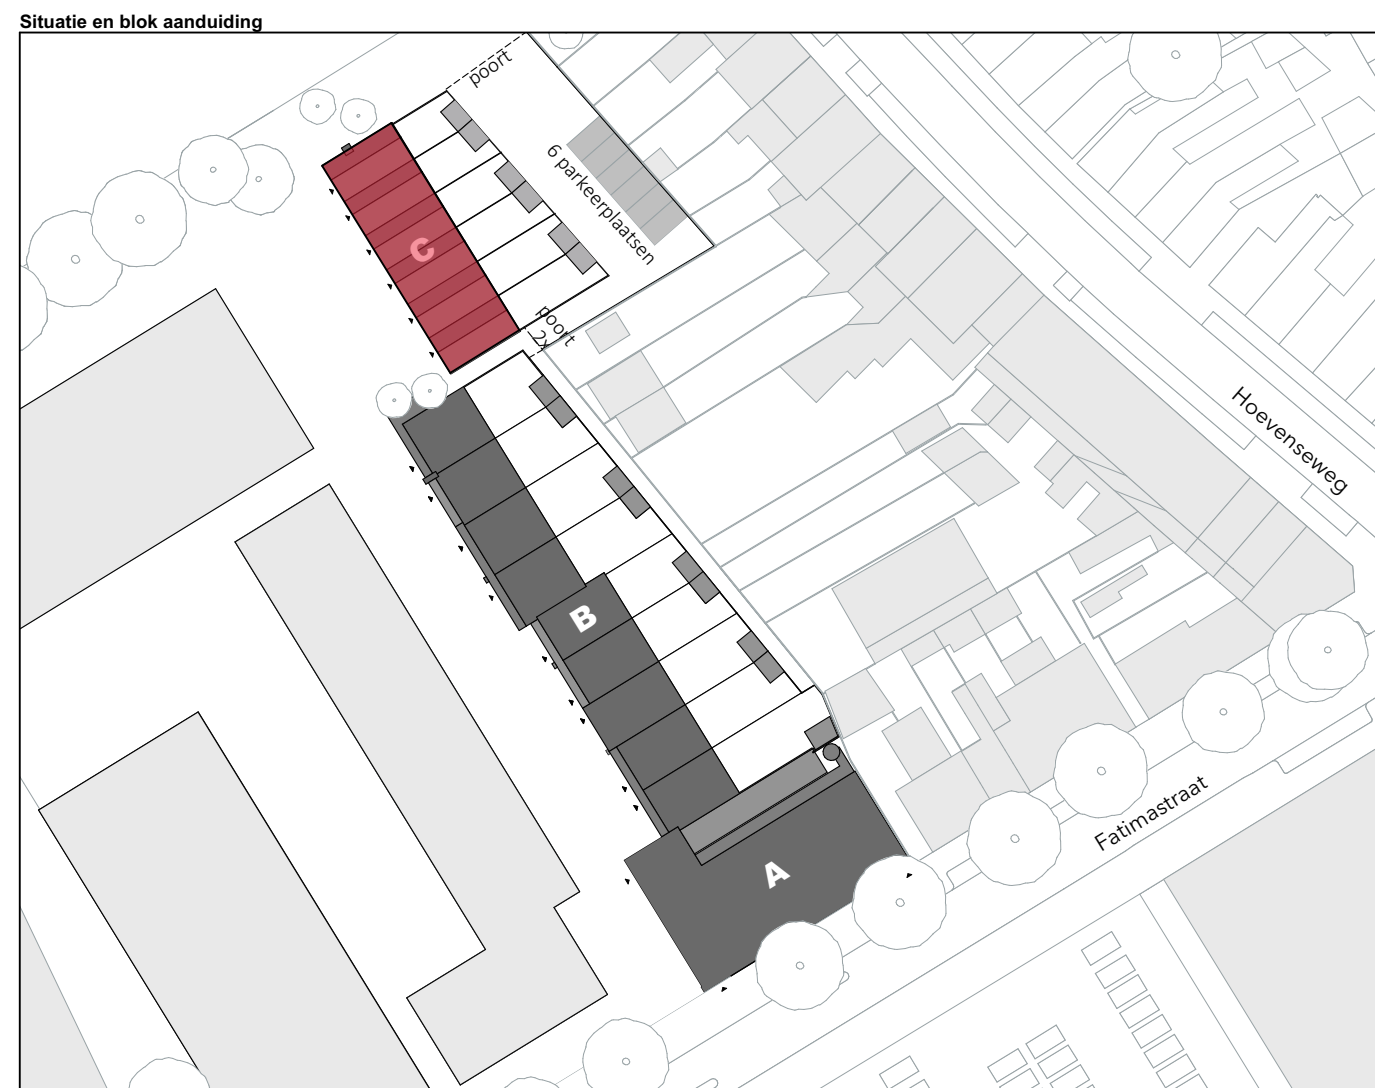 Situatie en blok aanduiding
poort
6 parkeerplaatsen
C
poort
2x
Hoevenseweg
B
Fatimastraat
A